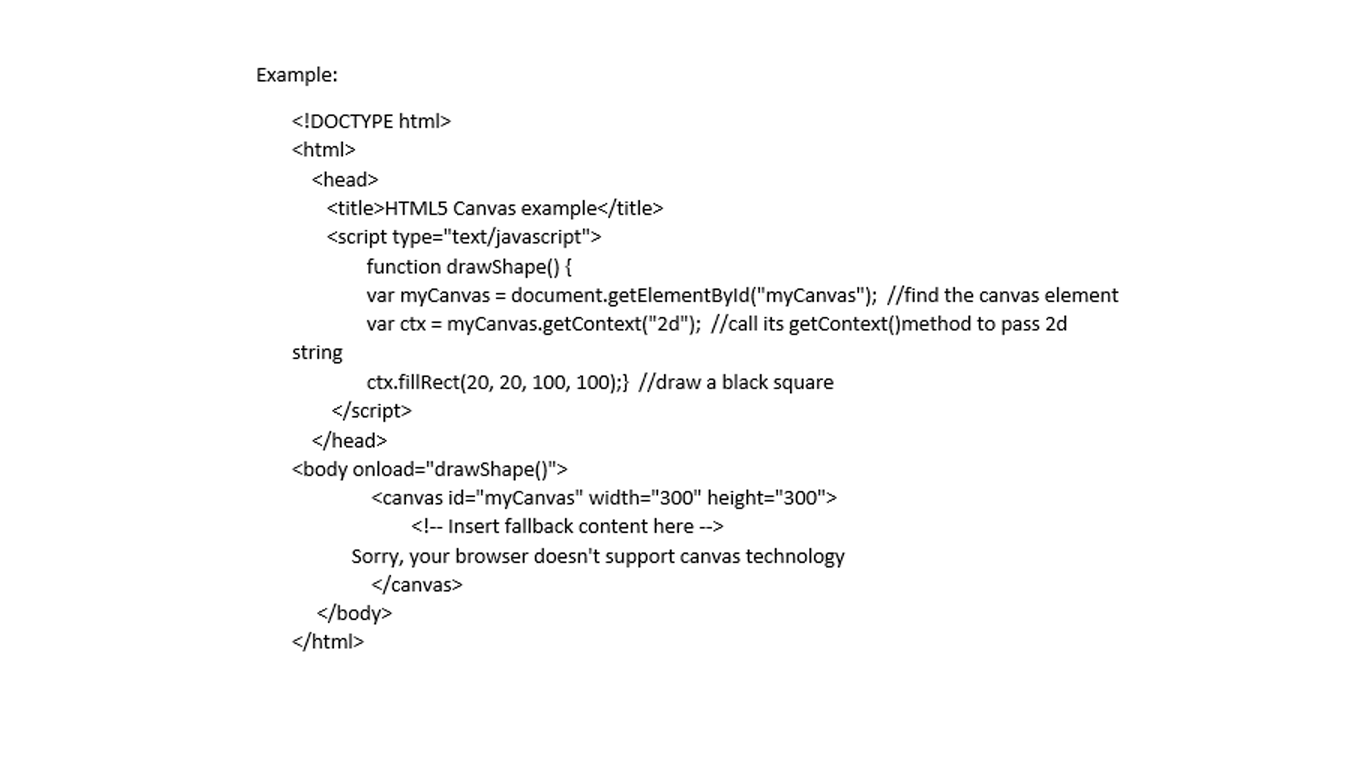 Example:
<!DOCTYPE html>
<html>
<head>
<title>HTML5 Canvas example</title>
<script type="text/javascript">
function drawShape() {
var myCanvas = document.getElementById("myCanvas");  //find the canvas element
var ctx = myCanvas.getContext("2d");  //call its getContext()method to pass 2d
string
ctx.fillRect(20, 20, 100, 100);}  //draw a black square
</script>
</head>
<body onload="drawShape()">
<canvas id="myCanvas" width="300" height="300">
<!-- Insert fallback content here -->
Sorry, your browser doesn't support canvas technology
</canvas>
</body>
</html>